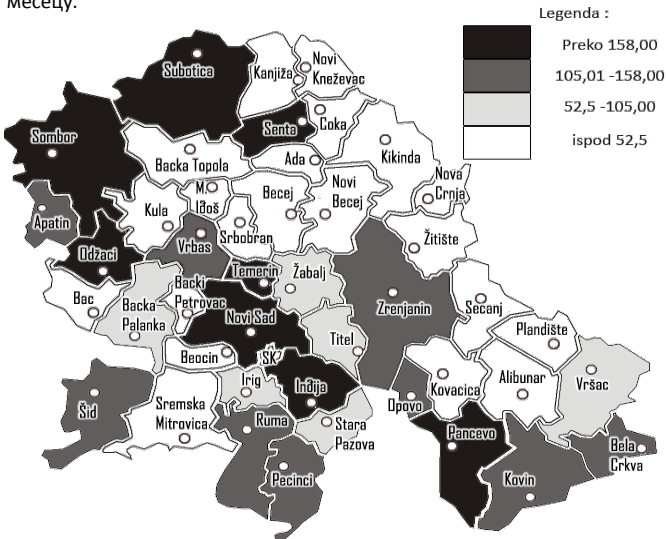 месецу.
Legenda :
Preko 158,00
105,01 -158,00
52,5 -105,00
ispod 52,5
Subotica
Kanjiža
Novi
Kneževac
Senta
Coka
Sombor
Backa Topola
Ada
Kikinda
Nova
Crnja
Apatin
Kula
M.
Iđoš
Becej
Novi
Becej
Srbobran
Vrbas
Žitište
Odžaci
Temerin
Žabalj
Zrenjanin
Secanj
Bac
Backa
Palanka
Backi
Petrovac
Novi Sad
Titel
Plandište
Beocin
SK
Inđija
Kovacica
Alibunar
Vršac
Šid
Irig
Sremska
Mitrovica
Ruma
Stara
Pazova
Opovo
Pancevo
Bela
Crkva
Pecinci
Kovin